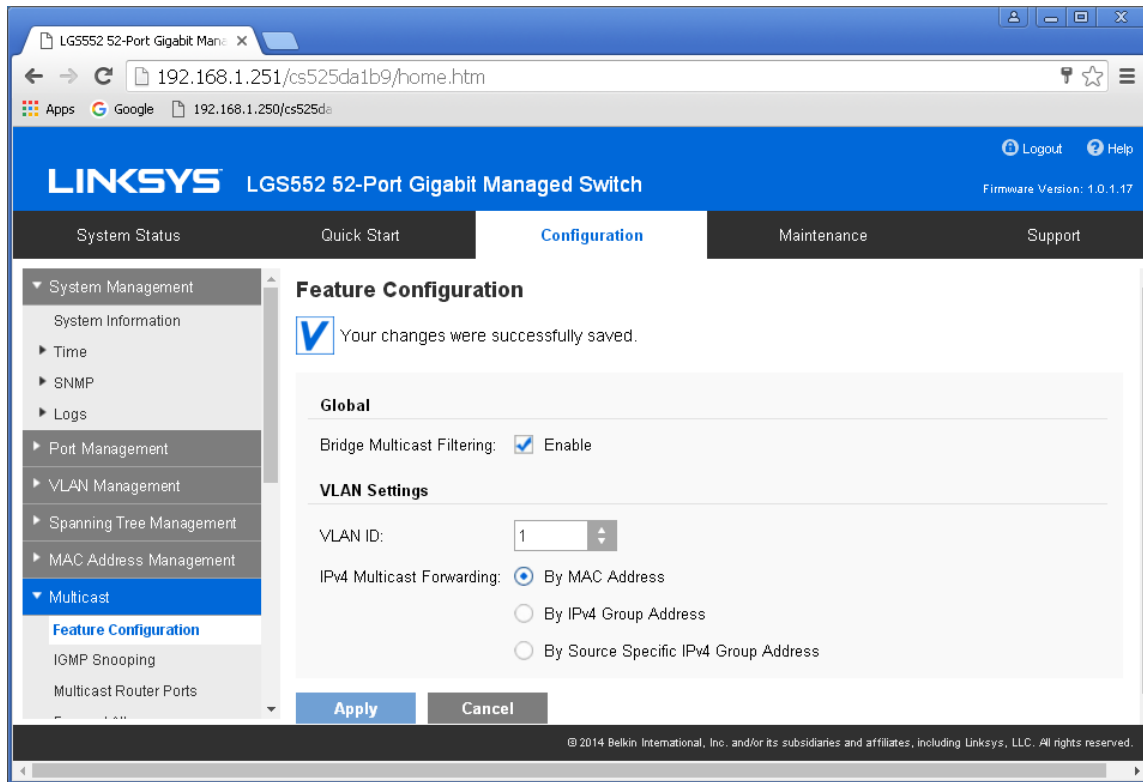 LGS552 52-Port Gigabit Mana
192.168.1.251/cs525da1b9/home.htm
Apps Google 192.168.1.250/cs525da
Logout Help
LINKSYS LGS552 52-Port Gigabit Managed Switch
Firmware Version: 1.0.1.17
System Status Quick Start Configuration Maintenance Support
System Management
System Information
Time
SNMP
Logs
Port Management
VLAN Management
Spanning Tree Management
MAC Address Management
Multicast
Feature Configuration
IGMP Snooping
Multicast Router Ports
Feature Configuration
Your changes were successfully saved.
Global
Bridge Multicast Filtering: Enable
VLAN Settings
VLAN ID: 1
IPv4 Multicast Forwarding: By MAC Address
By IPv4 Group Address
By Source Specific IPv4 Group Address
Apply Cancel
© 2014 Belkin International, Inc. and/or its subsidiaries and affiliates, including Linksys, LLC. All rights reserved.